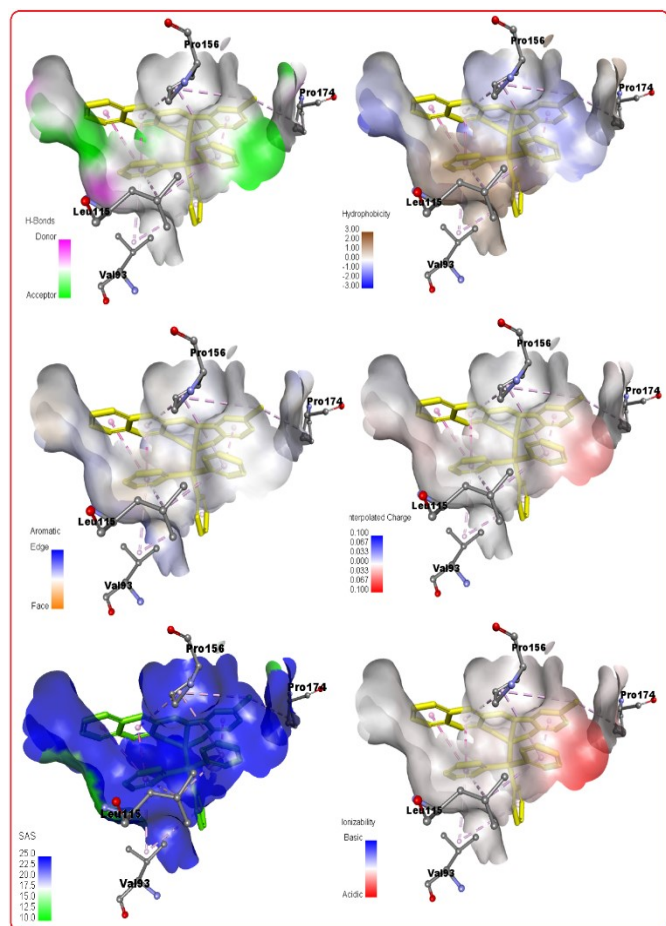 Pro156
Pro174
Leu115
Val93
H-Bonds
Donor
Acceptor
Pro156
Pro174
Leu115
Val93
Hydrophobicity
3.00
2.00
1.00
0.00
-1.00
-2.00
-3.00
Pro156
Pro174
Leu115
Val93
Aromatic
Edge
Face
Pro156
Pro174
Leu115
Val93
nterpolated Charge
0.100
0.067
0.033
0.000
0.033
0.067
0.100
Pro156
Pro174
Leu115
Val93
SAS
25.0
22.5
20.0
17.5
15.0
12.5
10.0
Pro156
Pro174
Leu115
Val93
Ionizability
Basic
Acidic